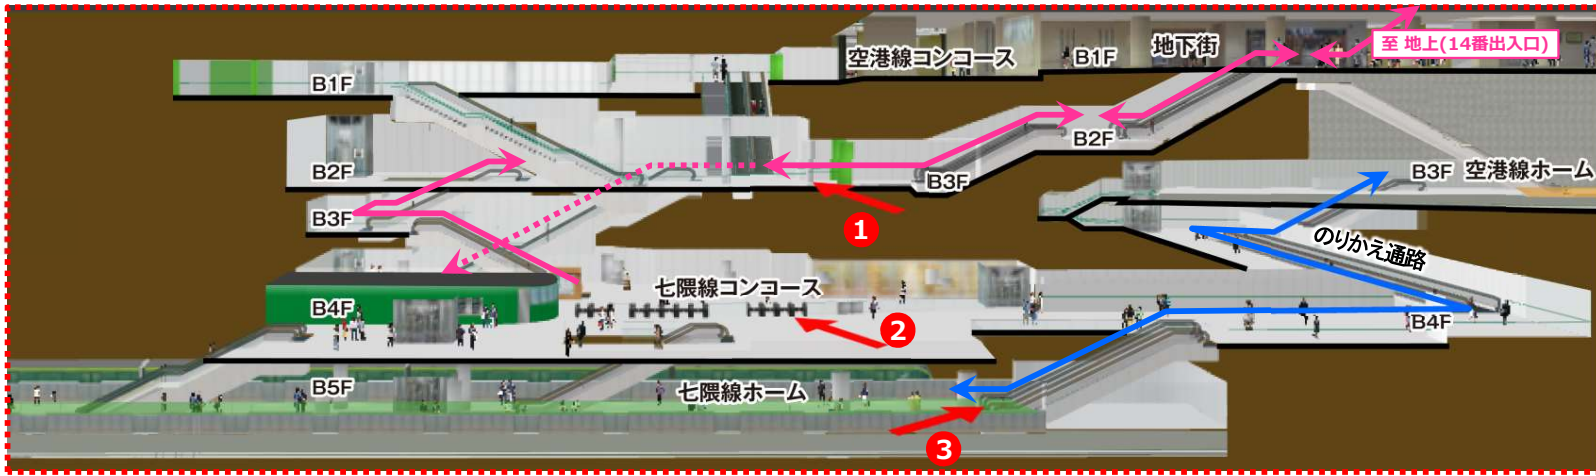 空港線コンコース
B1F
地下街
至 地上(14番出入口)
B1F
B2F
B2F
B3F
B3F
空港線ホーム
B3F
1
のりかえ通路
七隈線コンコース
B4F
2
B4F
B5F
七隈線ホーム
3